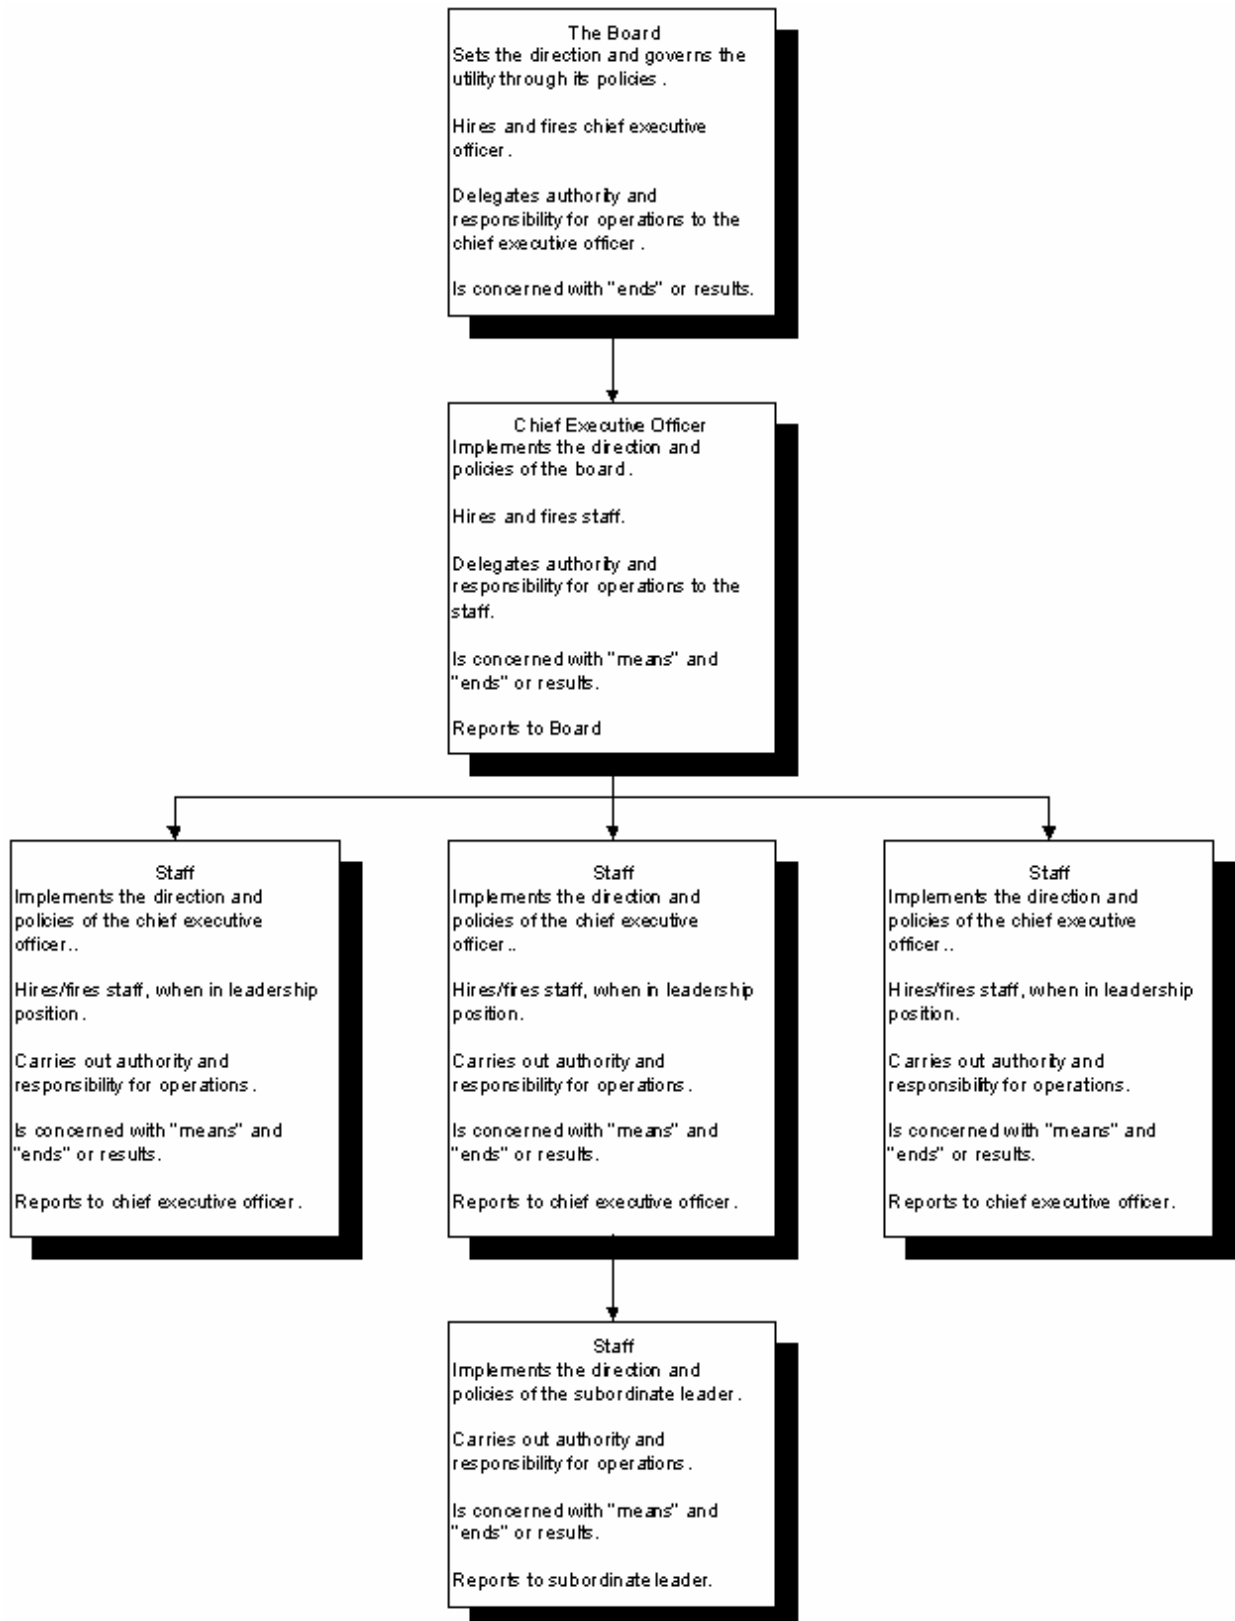 The Board
Sets the direction and governs the
utility through its policies .
Hires and fires chief executive
officer .
Delegates authority and
responsibility for operations to the
chief executive officer .
Is concerned with "ends" or results.
Chief Executive Officer
Implements the direction and
policies of the board .
Hires and fires staff.
Delegates authority and
responsibility for operations to the
staff.
Is concerned with "means" and
"ends" or results.
Reports to Board
Staff
Implements the direction and
policies of the chief executive
officer..
Hires/fires staff, when in leadership
position .
Carries out authority and
responsibility for operations .
Is concerned with "means" and
"ends" or results.
Reports to chief executive officer .
Staff
Implements the direction and
policies of the chief executive
officer..
Hires/fires staff, when in leadership
position.
Carries out authority and
responsibility for operations .
Is concerned with "means" and
"ends" or results.
Reports to chief executive officer .
Staff
Implements the direction and
policies of the chief executive
officer..
Hires/fires staff, when in leadership
position.
Carries out authority and
responsibility for operations.
Is concerned with "means" and
"ends" or results.
Reports to chief executive officer.
Staff
Implements the direction and
policies of the subordinate leader .
Carries out authority and
responsibility for operations .
Is concerned with "means" and
"ends" or results.
Reports to subordinate leader.